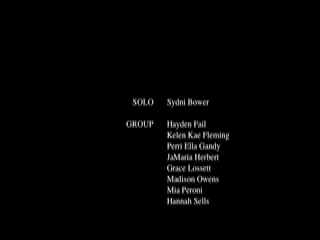 SOLO Sydni Bower
GROUP Hayden Fail
Kelen Kae Fleming
Perri Ella Gandy
JaMaria Herbert
Grace Lossett
Madison Owens
Mia Peroni
Hannah Sells